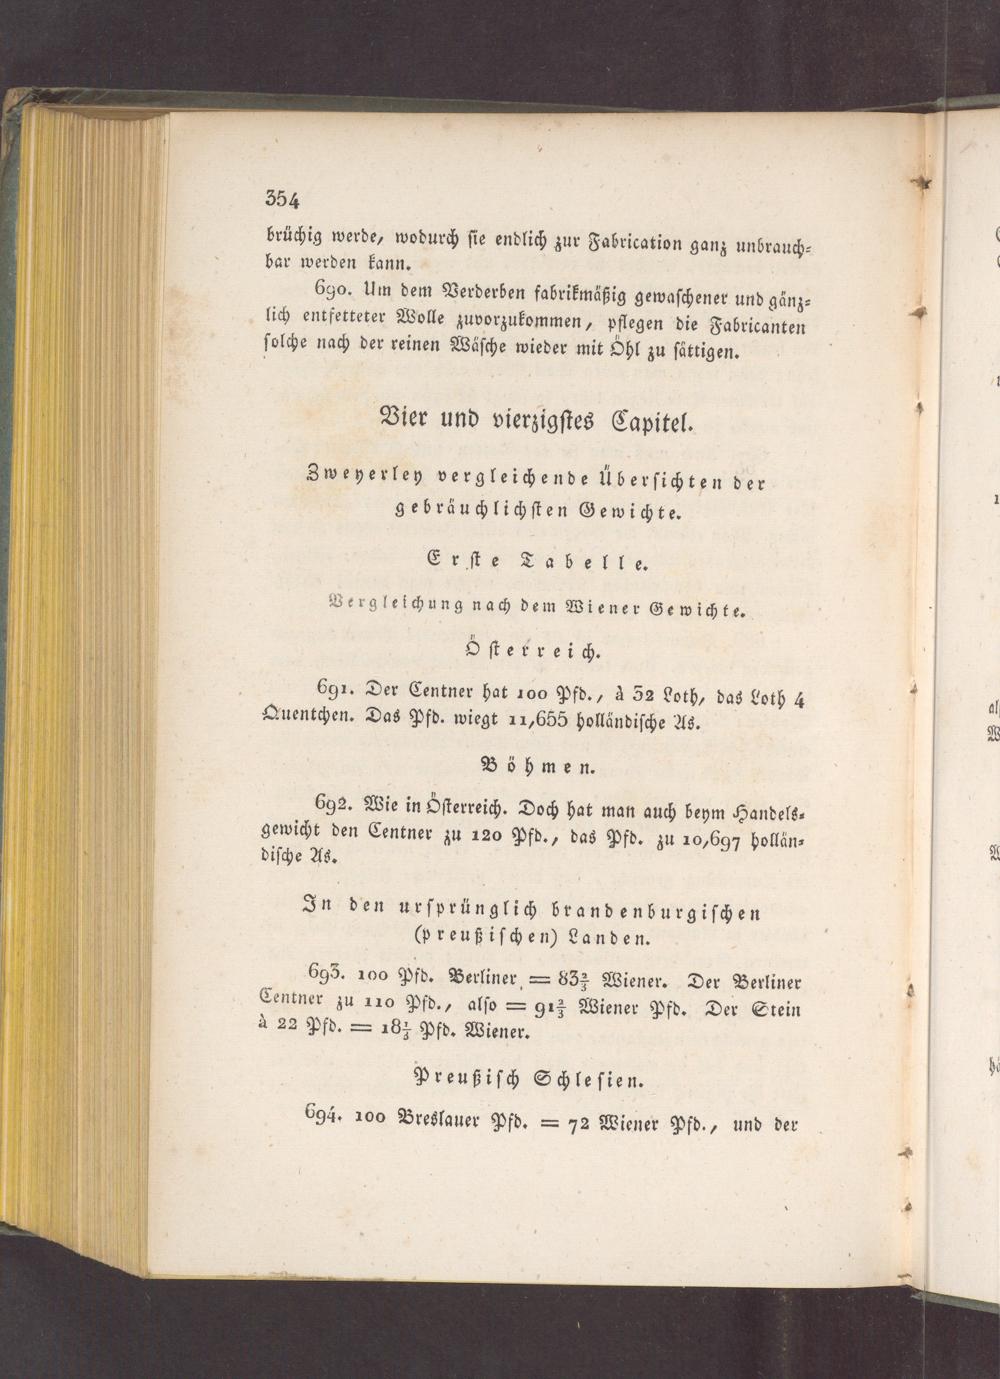 354
brüchig werde, wodurch sie endlich zur Fabrication ganz unbrauch-
bar werden kann.
690. Um dem Verderben fabrikmäßig gewaschener und gänz-
lich entfetteter Wolle zuvorzukommen, pflegen die Fabricanten
solche nach der reinen Wäsche wieder mit Öhl zu sättigen.
Vier und vierzigstes Capitel.
Zweyerley vergleichende Übersichten der
gebräuchlichsten Gewichte.
Erste Tabelle.
Vergleichung nach dem Wiener Gewichte.
Österreich.
691. Der Centner hat 100 Pfd., à 32 Loth, das Loth 4
Quentchen. Das Pfd. wiegt 11,655 holländische As.
Böhmen.
692. Wie in Österreich. Doch hat man auch beym Handels-
gewicht den Centner zu 120 Pfd., das Pfd. zu 10,697 hollän-
dische As.
In den ursprünglich brandenburgischen
(preußischen) Landen.
693. 100 Pfd. Berliner = 83⅔ Wiener. Der Berliner
Centner zu 110 Pfd., also = 91⅔ Wiener Pfd. Der Stein
à 22 Pfd. = 18⅓ Pfd. Wiener.
Preußisch Schlesien.
694. 100 Breslauer Pfd. = 72 Wiener Pfd., und der